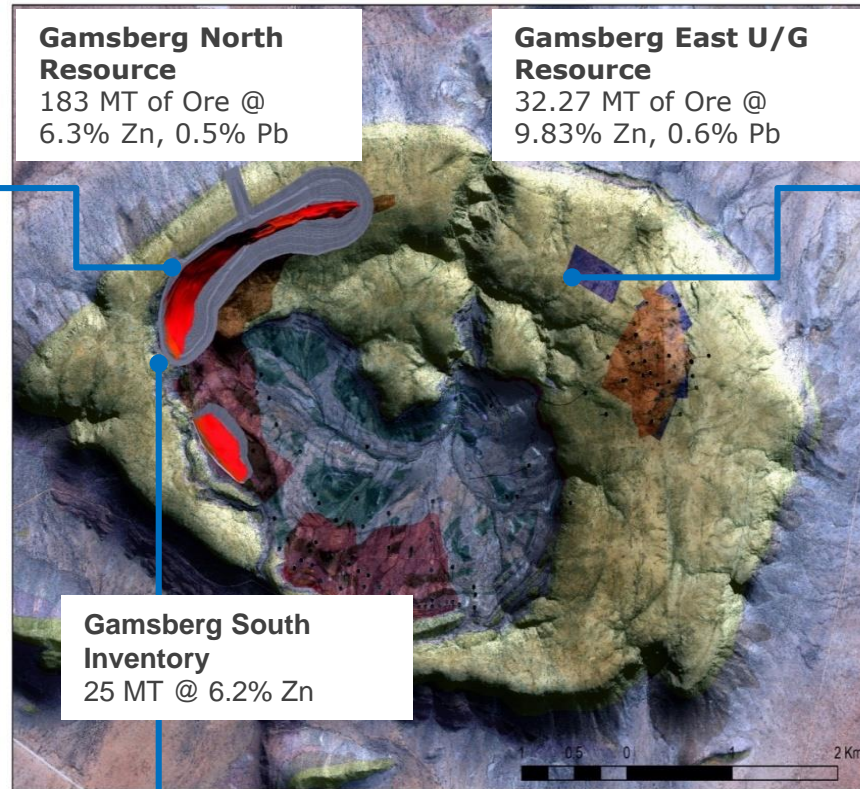 Gamsberg North
Resource
183 MT of Ore @
6.3% Zn, 0.5% Pb
Gamsberg East U/G
Resource
32.27 MT of Ore @
9.83% Zn, 0.6% Pb
Gamsberg South
Inventory
25 MT @ 6.2% Zn
1 0.5 0 1 2 Km